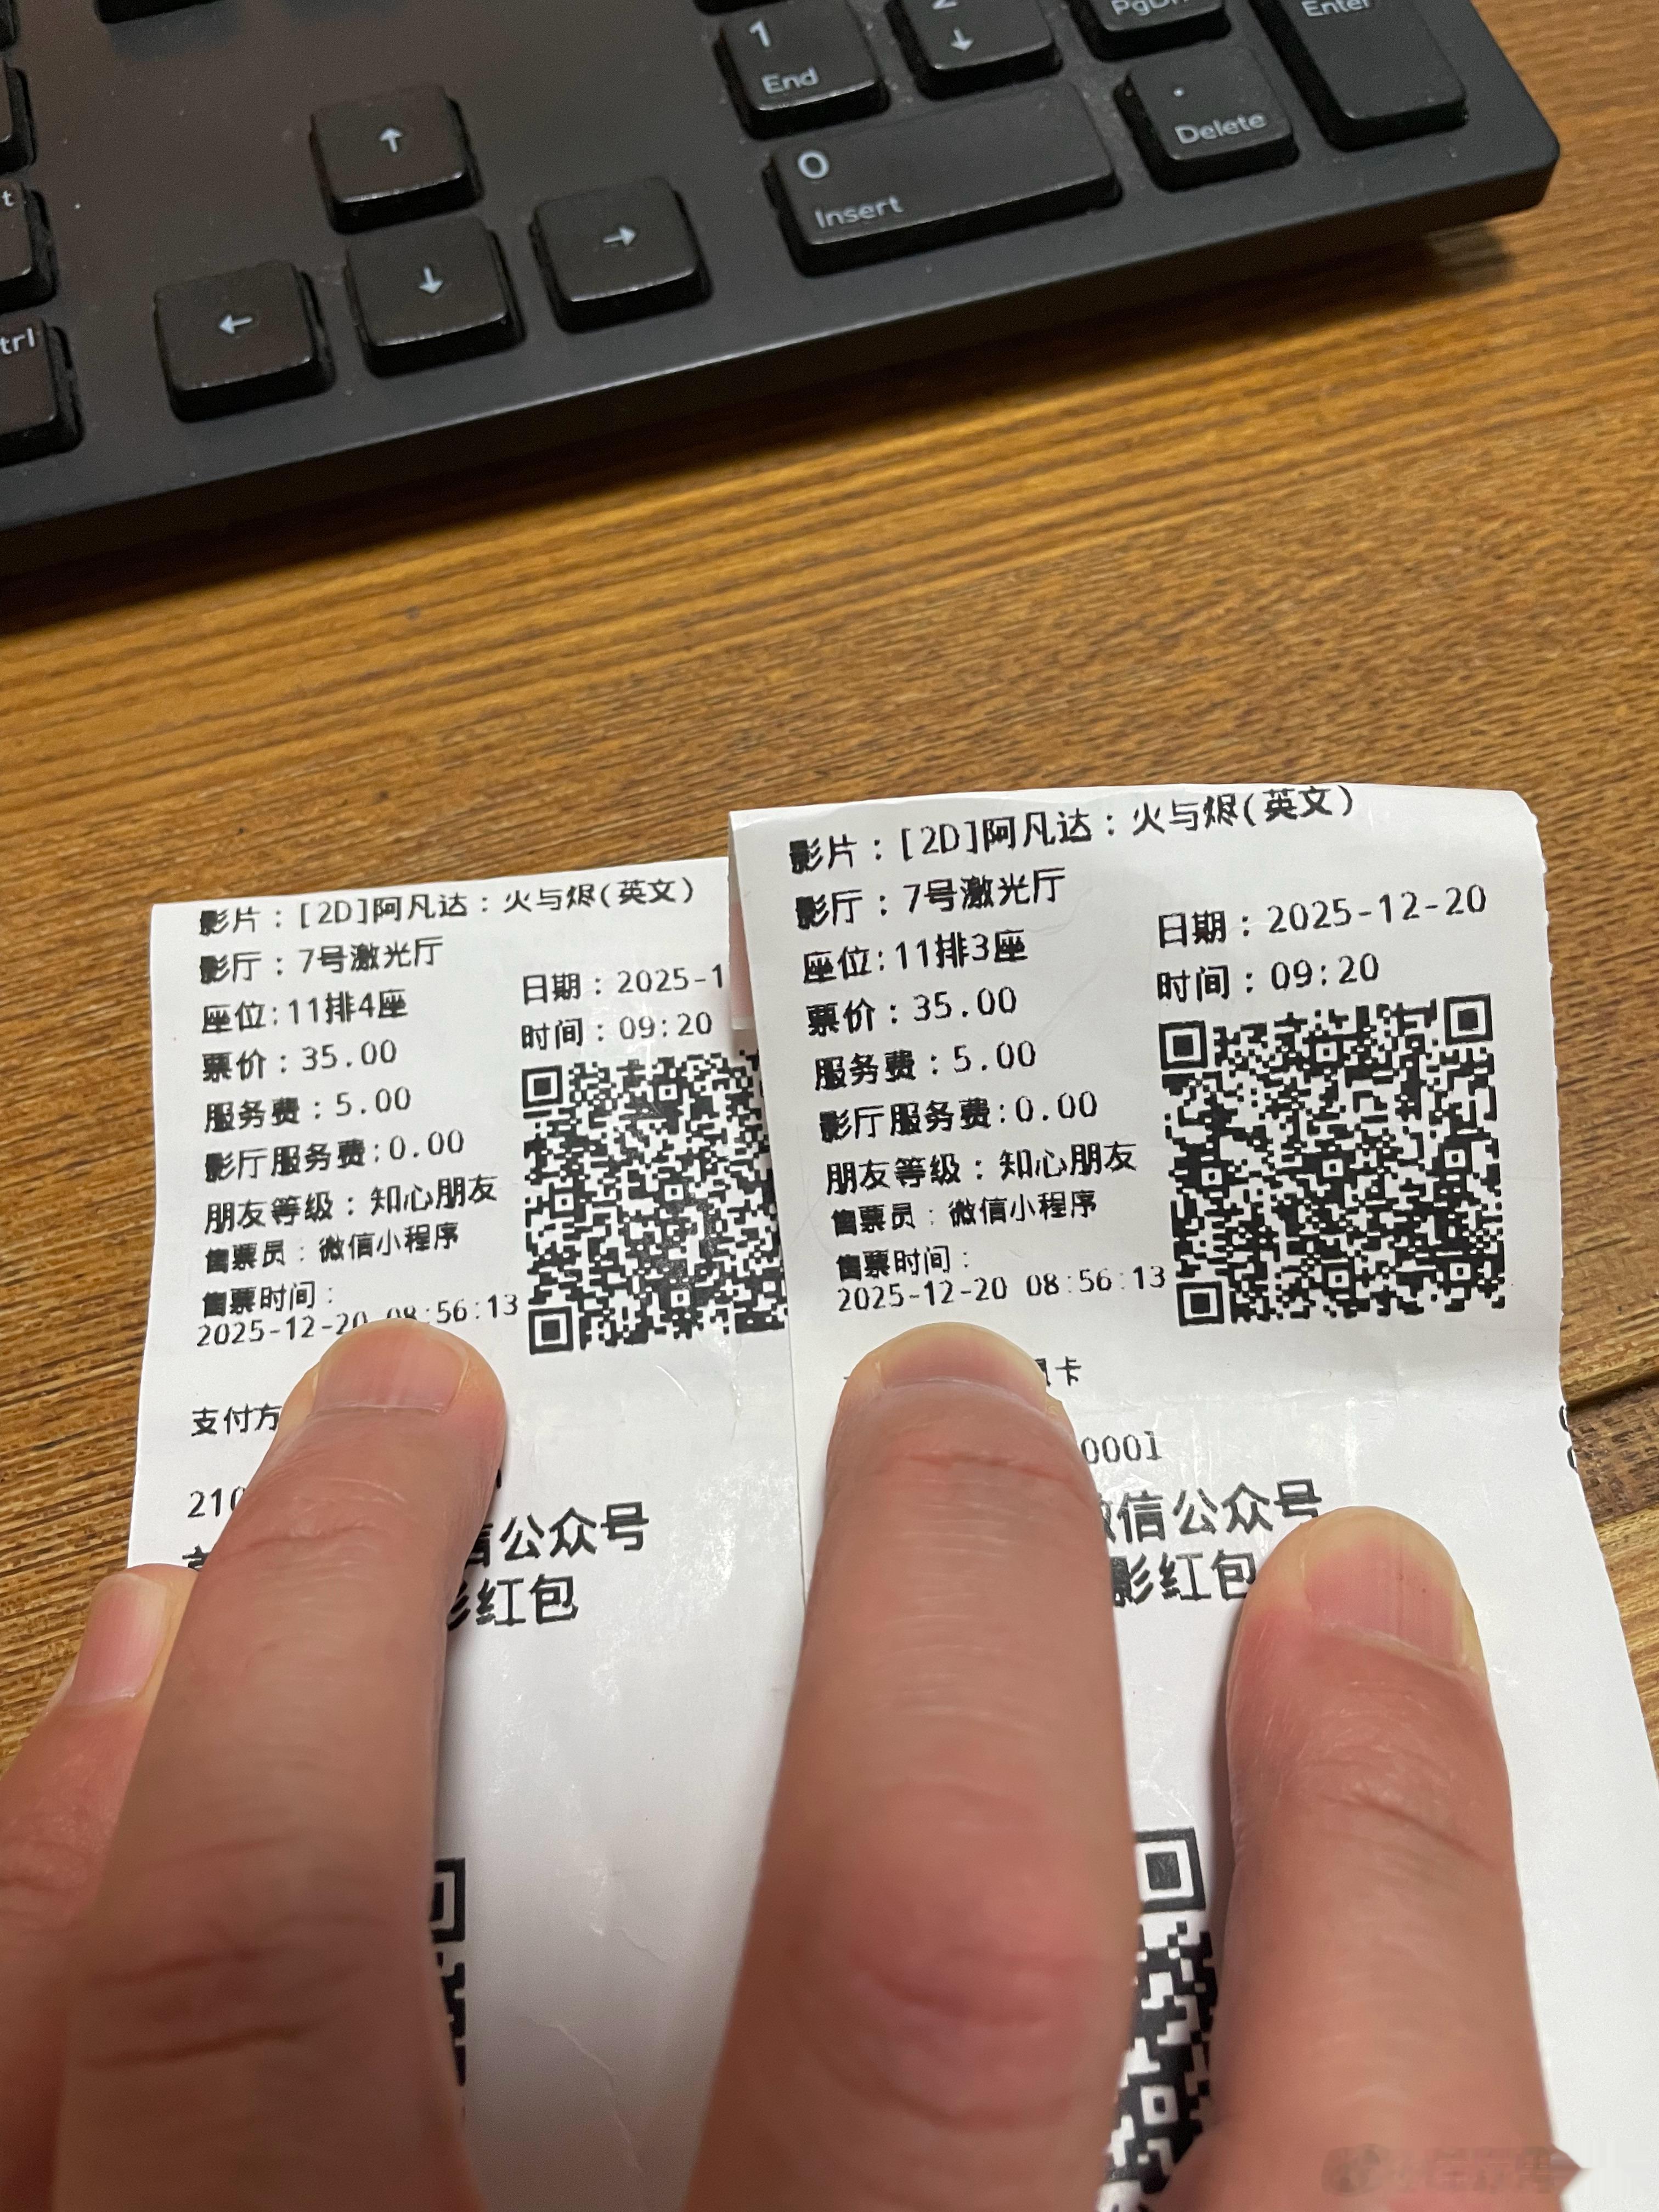 1
End
2
↓
PgDn
Enter
↑
0
Insert
.
Delete
←
↓
→
trl
影片：[2D]阿凡达：火与烬(英文)
影厅：7号激光厅
座位:11排4座
日期：2025-1
票价：35.00
时间：09:20
服务费：5.00
影厅服务费:0.00
朋友等级：知心朋友
售票员：微信小程序
售票时间：
2025-12-20 08:56:13
支付方
210
信公众号
影红包
影片：[2D]阿凡达：火与烬(英文)
影厅：7号激光厅
日期：2025-12-20
座位:11排3座
时间：09:20
票价：35.00
服务费：5.00
影厅服务费:0.00
朋友等级：知心朋友
售票员：微信小程序
售票时间：
2025-12-20 08:56:13
卡
0001
微信公众号
影红包